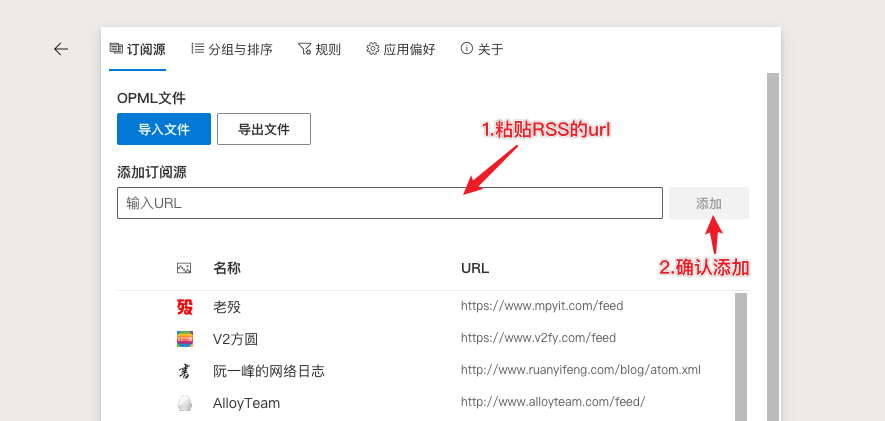 订阅源 分组与排序 规则 应用偏好 关于
OPML文件
导入文件 导出文件
1.粘贴RSS的url
添加订阅源
输入URL 添加
2.确认添加
名称 URL
老殁 https://www.mpyit.com/feed
V2方圆 https://www.v2fy.com/feed
阮一峰的网络日志 http://www.ruanyifeng.com/blog/atom.xml
AlloyTeam http://www.alloyteam.com/feed/